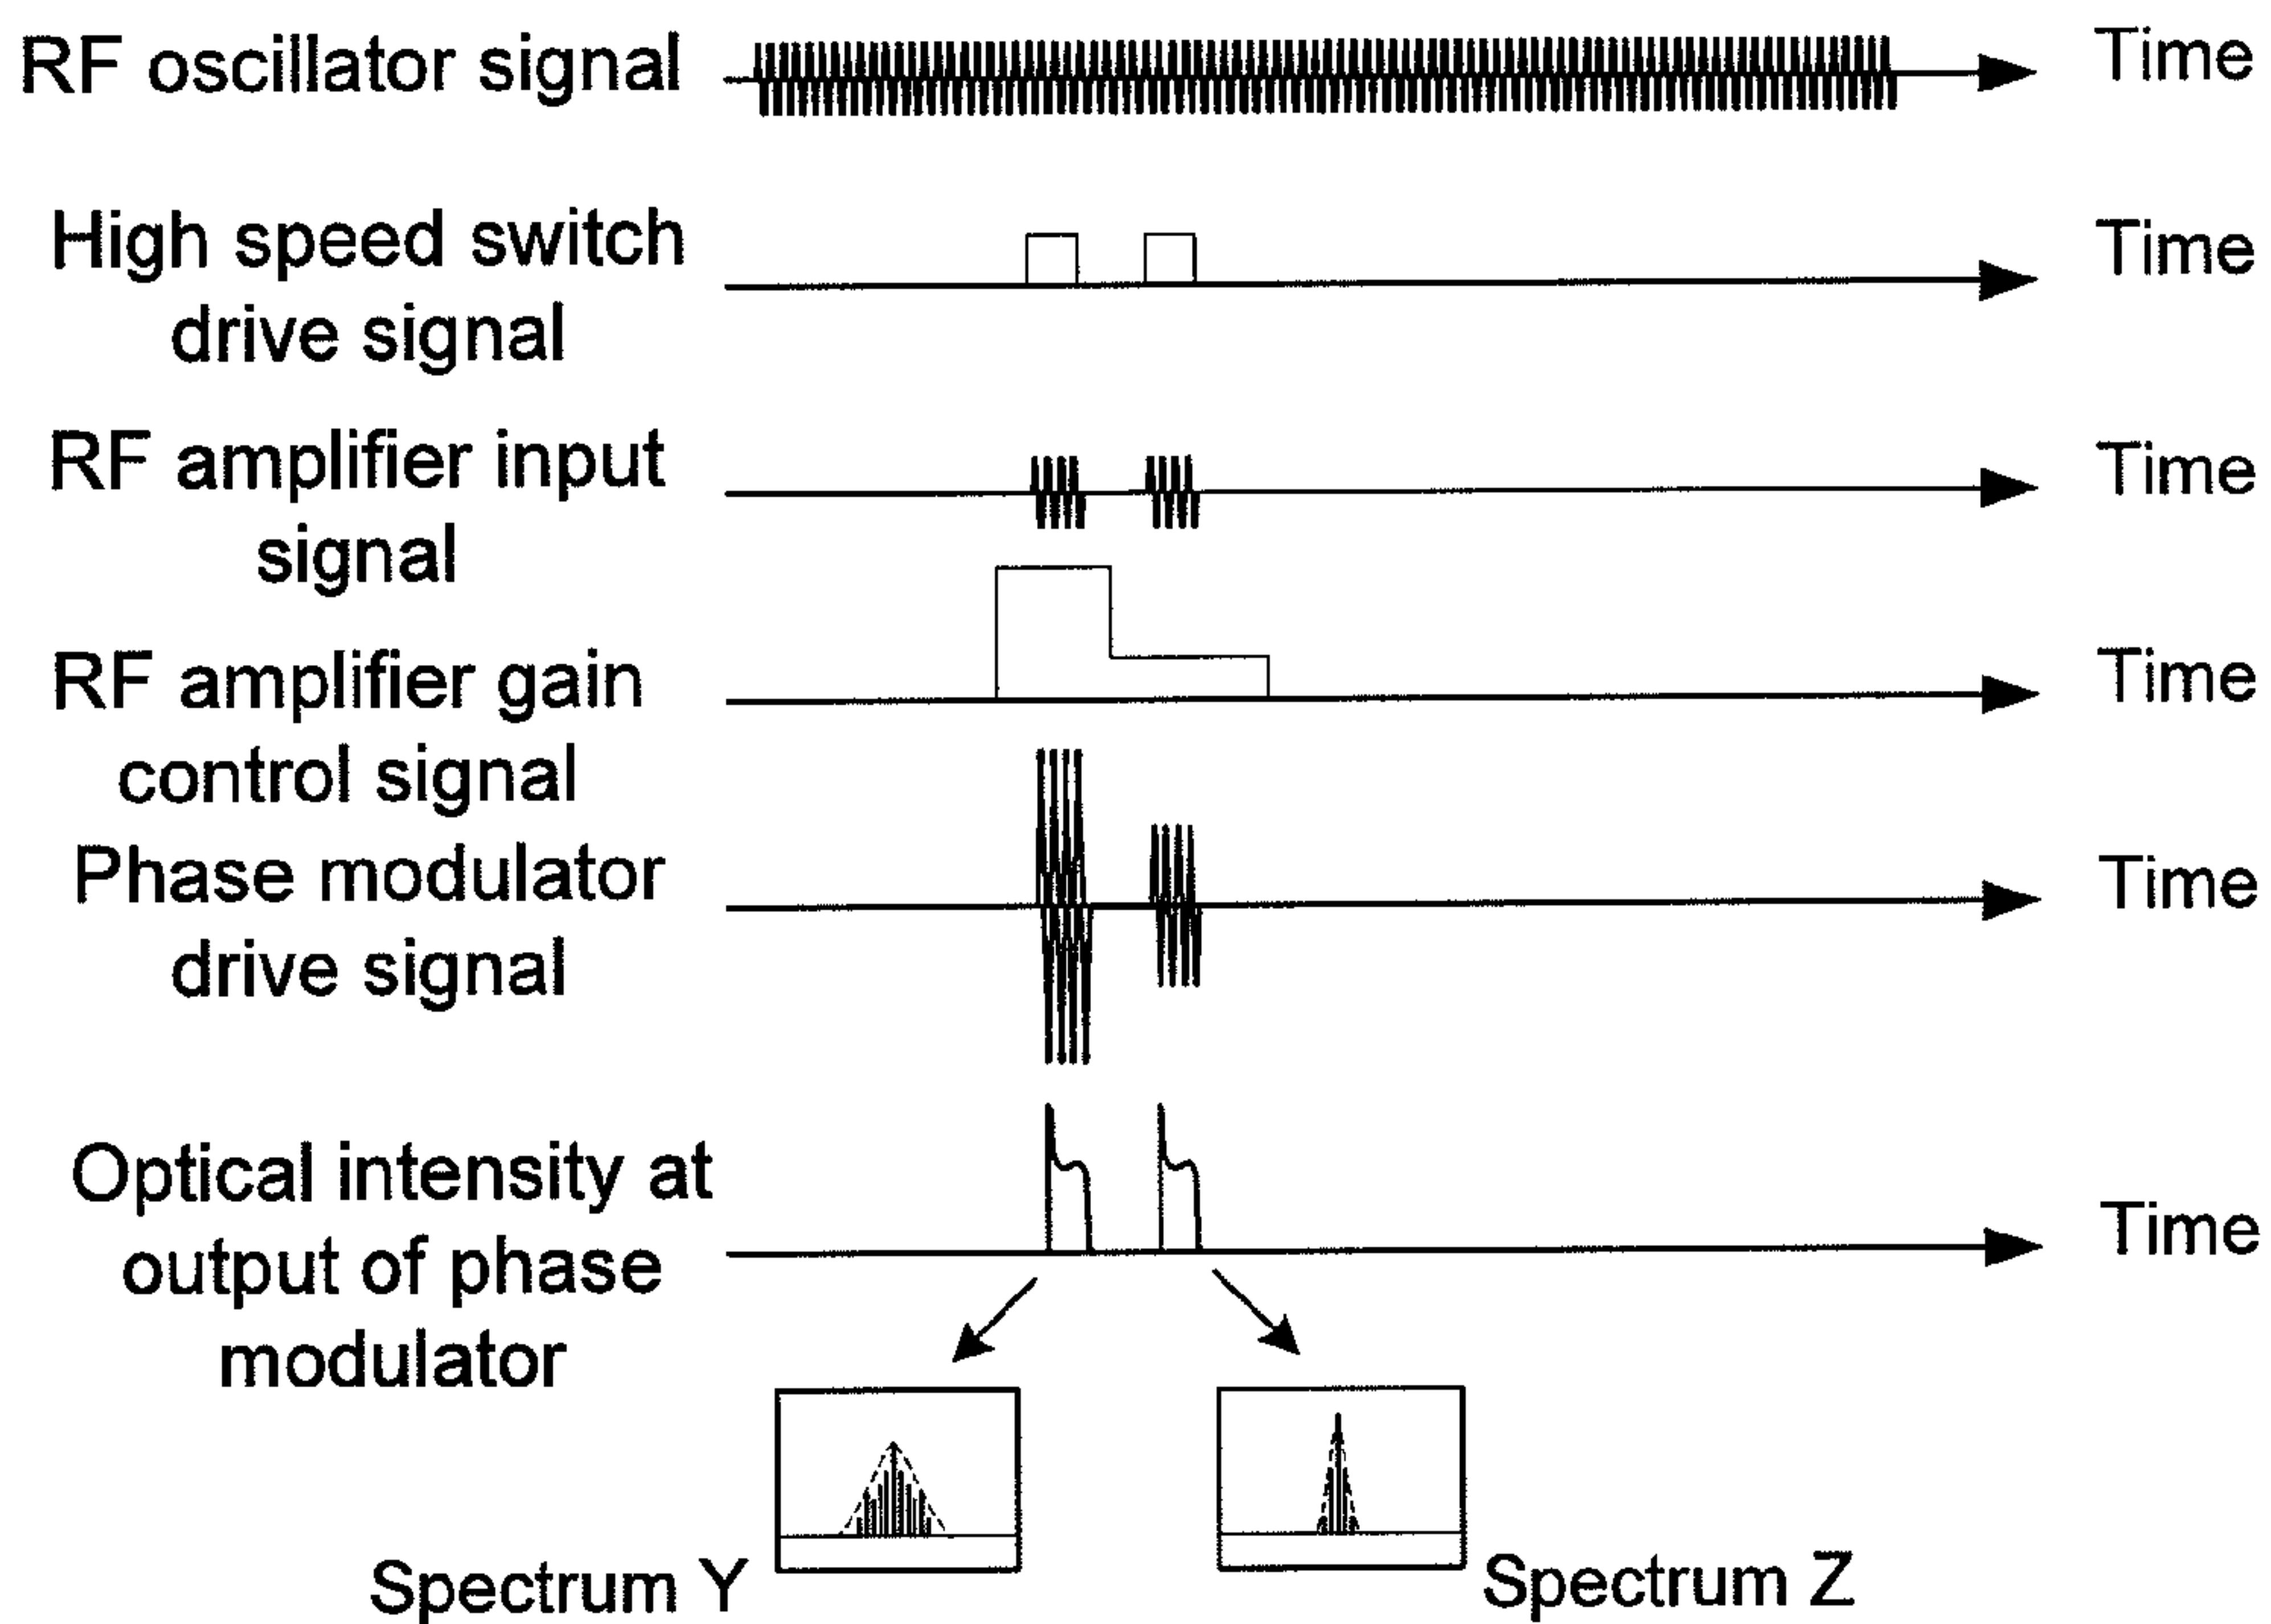 RF oscillator signal
Time
High speed switch
drive signal
Time
RF amplifier input
signal
Time
RF amplifier gain
control signal
Time
Phase modulator
drive signal
Time
Optical intensity at
output of phase
modulator
Time
Spectrum Y
Spectrum Z